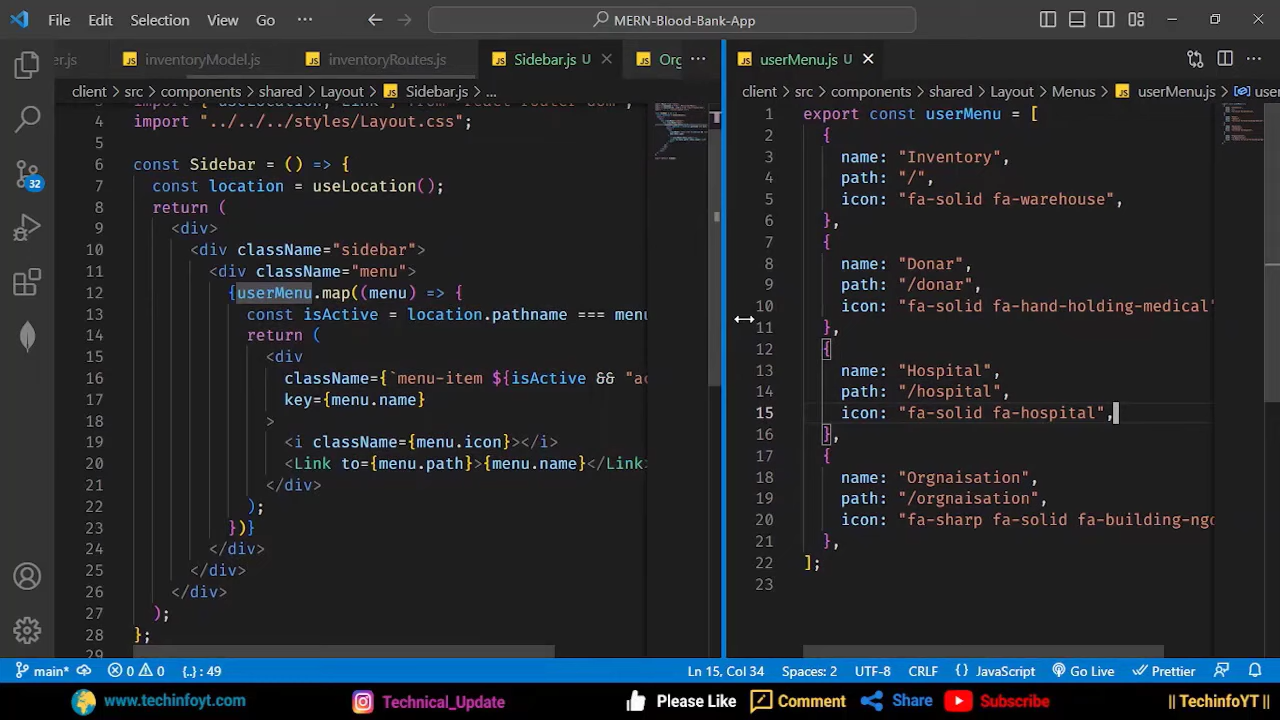 File Edit Selection View Go ··· MERN-Blood-Bank-App
er.js inventoryModel.js inventoryRoutes.js Sidebar.js U Org ···
client > src > components > shared > Layout > Sidebar.js > ...
4 import "../../../styles/Layout.css";
5
6 const Sidebar = () => {
7 const location = useLocation();
8 return (
9 <div>
10 <div className="sidebar">
11 <div className="menu">
12 {userMenu.map((menu) => {
13 const isActive = location.pathname === menu
14 return (
15 <div
16 className={`menu-item ${isActive && "ac
17 key={menu.name}
18 >
19 <i className={menu.icon}></i>
20 <Link to={menu.path}>{menu.name}</Link>
21 </div>
22 );
23 })}
24 </div>
25 </div>
26 </div>
27 );
28 };
29
userMenu.js U
client > src > components > shared > Layout > Menus > userMenu.js > user
1 export const userMenu = [
2 {
3 name: "Inventory",
4 path: "/",
5 icon: "fa-solid fa-warehouse",
6 },
7 {
8 name: "Donar",
9 path: "/donar",
10 icon: "fa-solid fa-hand-holding-medical"
11 },
12 {
13 name: "Hospital",
14 path: "/hospital",
15 icon: "fa-solid fa-hospital",
16 },
17 {
18 name: "Orgnaisation",
19 path: "/orgnaisation",
20 icon: "fa-sharp fa-solid fa-building-ngo
21 },
22 ];
23
32
main* 0 0 {..} : 49 Ln 15, Col 34 Spaces: 2 UTF-8 CRLF {} JavaScript Go Live Prettier
www.techinfoyt.com Technical_Update Please Like Comment Share Subscribe || TechinfoYT ||